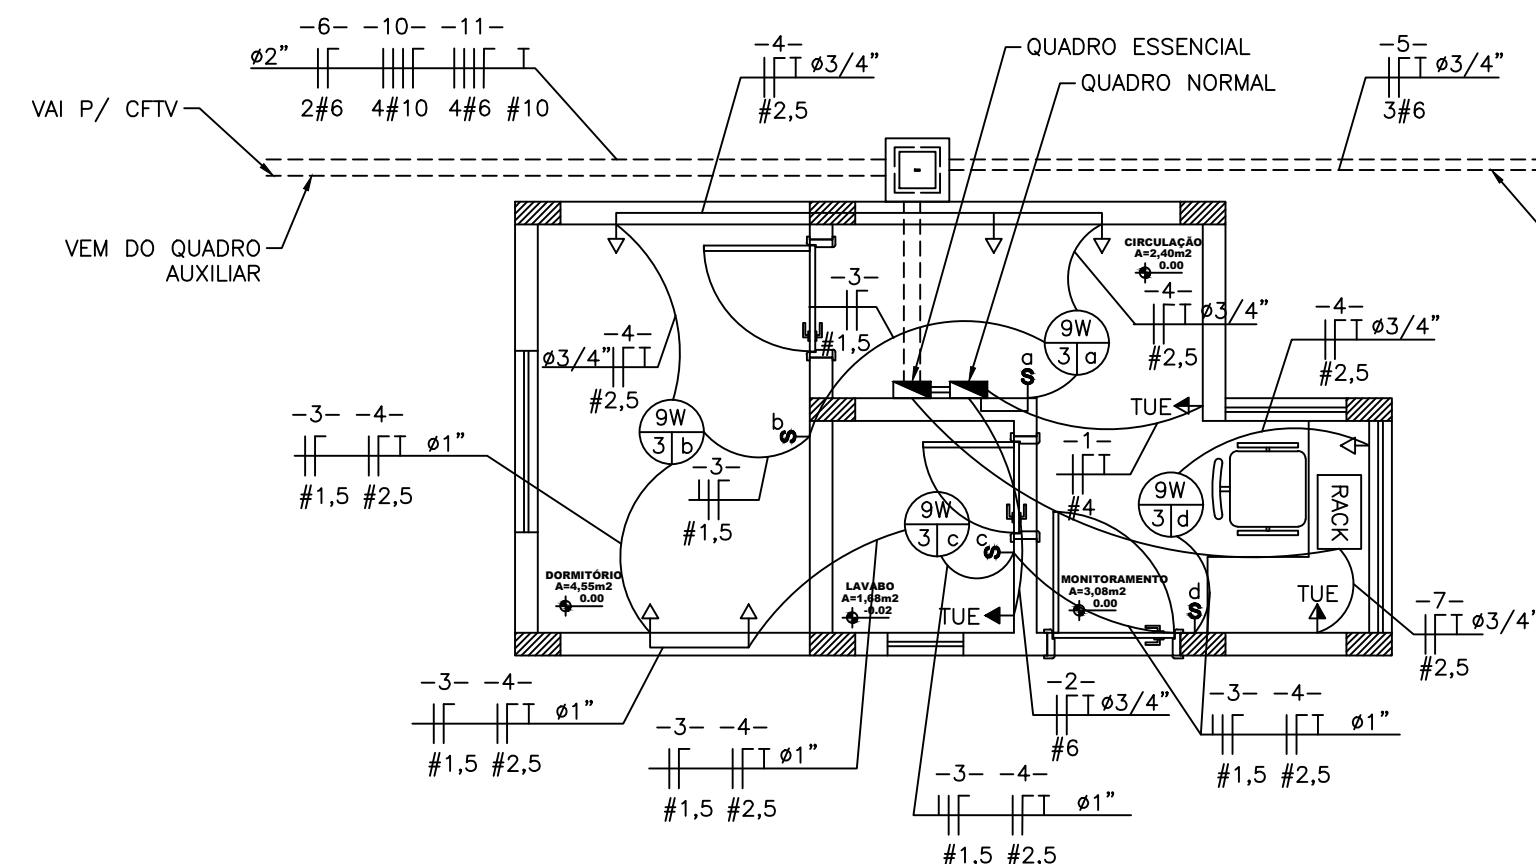 -6- -10- -11-
ø2"
2#6 4#10 4#6 #10
VAI P/ CFTV
VEM DO QUADRO
AUXILIAR
-4-
ø3/4"
#2,5
QUADRO ESSENCIAL
QUADRO NORMAL
-5-
ø3/4"
3#6
CIRCULAÇÃO
A=2,40m2
0.00
-3-
#1,5
-4-
ø3/4"
#2,5
9W
3 a
a
S
-4-
ø3/4"
#2,5
-4-
ø3/4"
#2,5
TUE
-3- -4-
ø1"
#1,5 #2,5
9W
3 b
b
S
-3-
#1,5
-1-
#4
9W
3 d
RACK
9W
3 c
c
S
DORMITÓRIO
A=4,55m2
0.00
LAVABO
A=1,68m2
-0.02
TUE
MONITORAMENTO
A=3,08m2
0.00
d
S
TUE
-7-
ø3/4"
#2,5
-3- -4-
ø1"
#1,5 #2,5
-3- -4-
ø1"
#1,5 #2,5
-2-
ø3/4"
#6
-3- -4-
ø1"
#1,5 #2,5
-3- -4-
ø1"
#1,5 #2,5